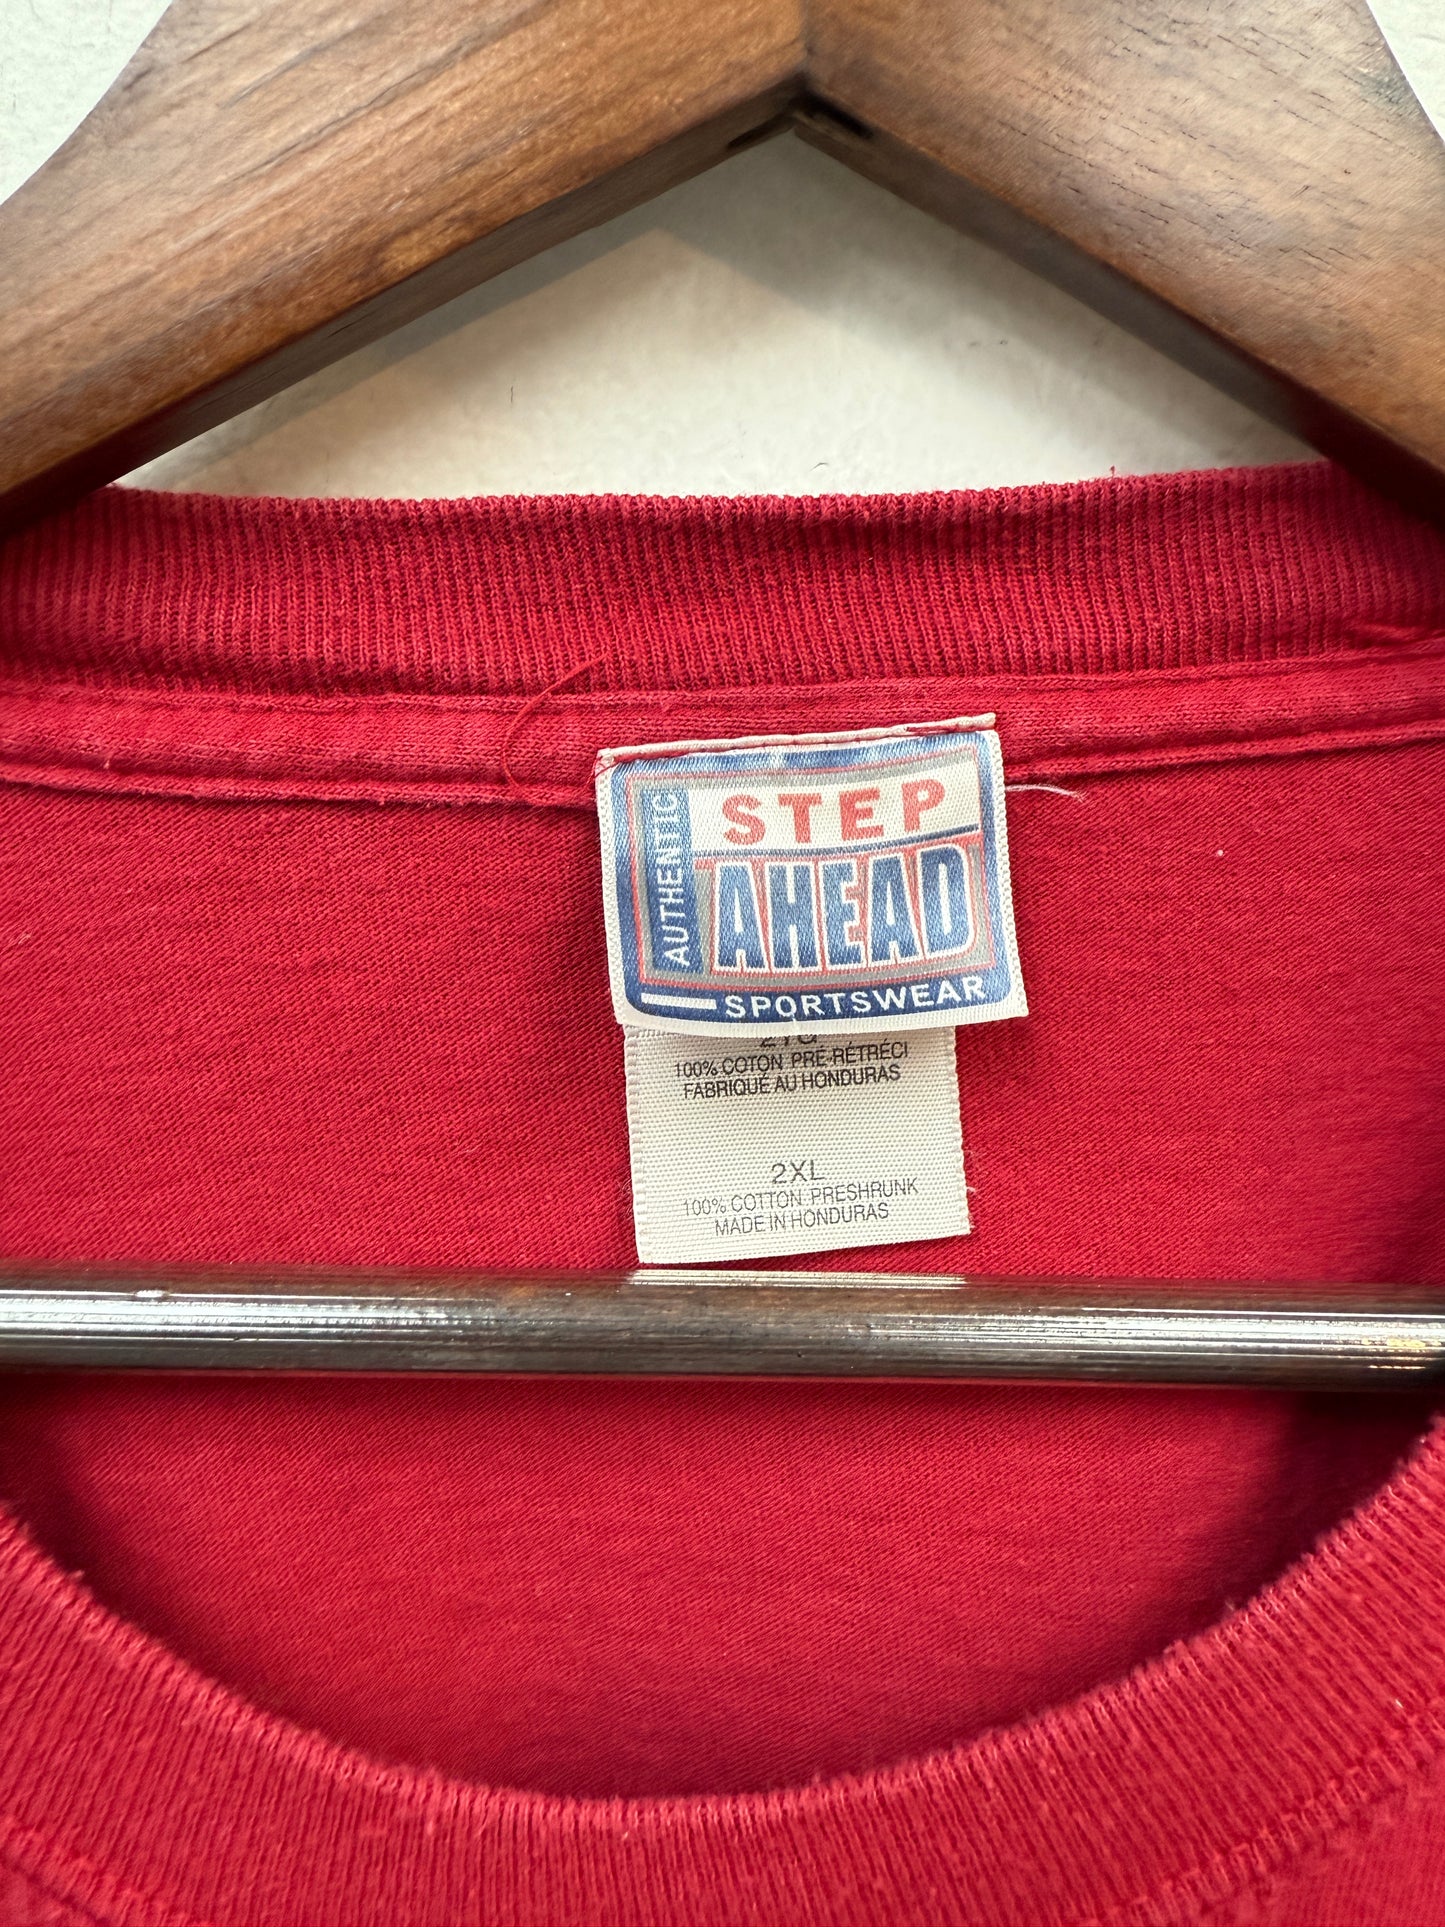 AUTHENTIC
STEP
AHEAD
SPORTSWEAR
100% COTON PRÉ-RÉTRÉCI
FABRIQUÉ AU HONDURAS
2XL
100% COTTON PRESHRUNK
MADE IN HONDURAS